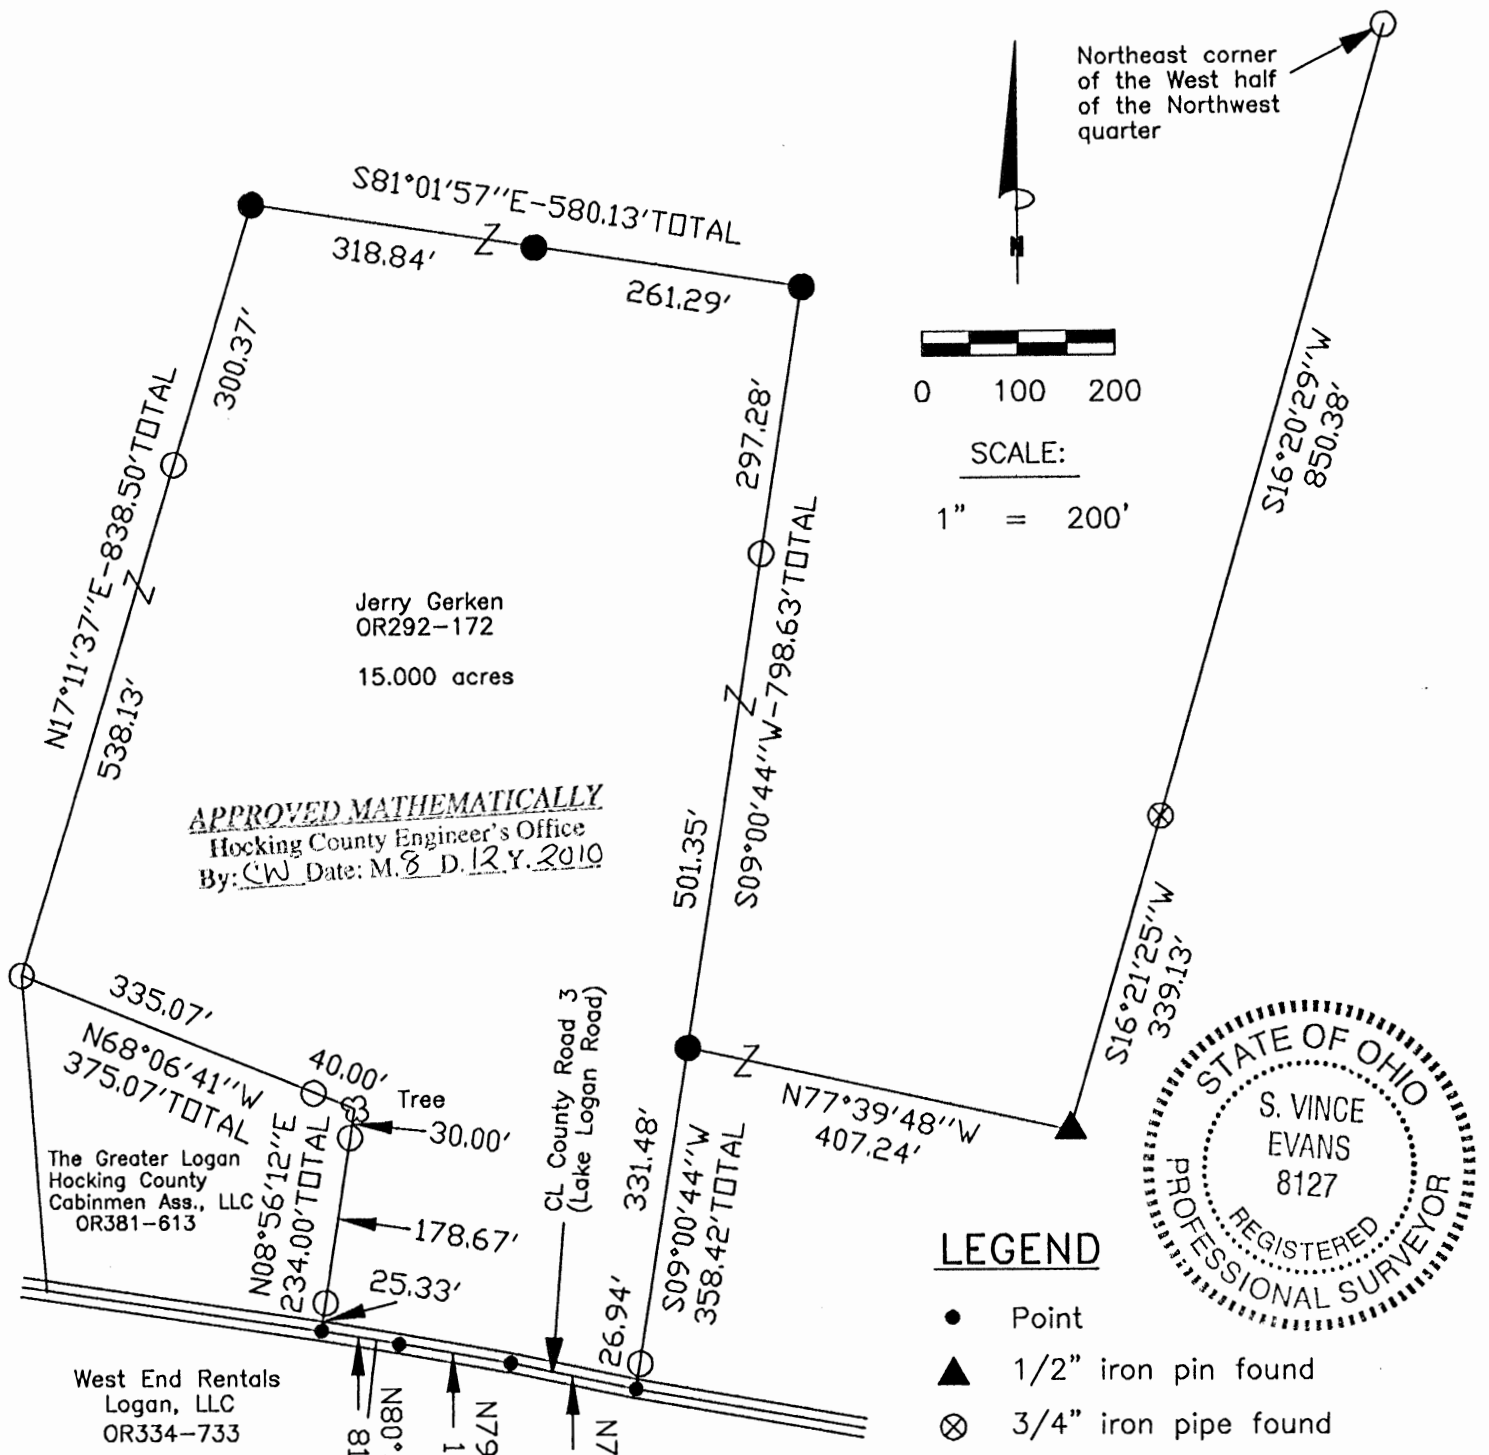 Northeast corner
of the West half
of the Northwest
quarter
S81°01'57''E-580.13'TOTAL
318.84'
261.29'
Z
N
0 100 200
SCALE:
1" = 200'
300.37'
N17°11'37''E-838.50'TOTAL
Z
538.13'
297.28'
S09°00'44''W-798.63'TOTAL
Z
501.35'
S16°20'29''W
850.38'
Jerry Gerken
OR292-172
15.000 acres
APPROVED MATHEMATICALLY
Hocking County Engineer's Office
By: CW Date: M. 8 D. 12 Y. 2010
S16°21'25''W
339.13'
335.07'
N68°06'41''W
375.07'TOTAL
40.00'
Tree
30.00'
N08°56'12''E
234.00'TOTAL
178.67'
25.33'
CL County Road 3
(Lake Logan Road)
Z
N77°39'48''W
407.24'
331.48'
S09°00'44''W
358.42'TOTAL
26.94'
The Greater Logan
Hocking County
Cabinmen Ass., LLC
OR381-613
West End Rentals
Logan, LLC
OR334-733
81
N80°
1
N79
N7
STATE OF OHIO
S. VINCE
EVANS
8127
REGISTERED
PROFESSIONAL SURVEYOR
LEGEND
Point
1/2" iron pin found
3/4" iron pipe found